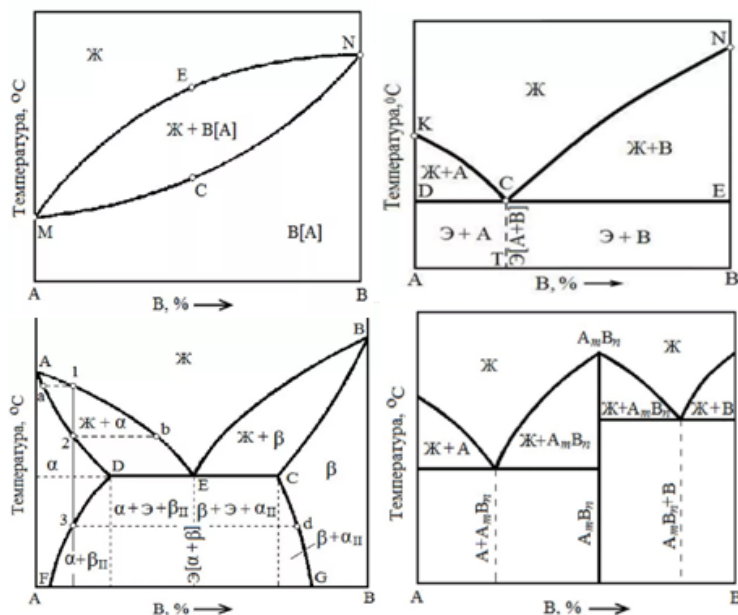 Температура, °C
Ж
N
E
Ж + B[A]
C
M
B[A]
A
B, %
B
Температура, °C
N
Ж
K
Ж+A
Ж+B
D
C
E
Э + A
Э[A+B]
Э + B
T
A
B, %
B
Температура, °C
B
Ж
A
1
a
Ж + α
b
2
Ж + β
α
D
E
C
β
α + Э + βII
β + Э + αII
3
Э[α+β]
d
α+βII
β+αII
F
G
A
B, %
B
Температура, °C
AmBn
Ж
Ж
Ж+AmBn
Ж+B
Ж+A
Ж+AmBn
A+AmBn
AmBn
AmBn+B
A
B, %
B